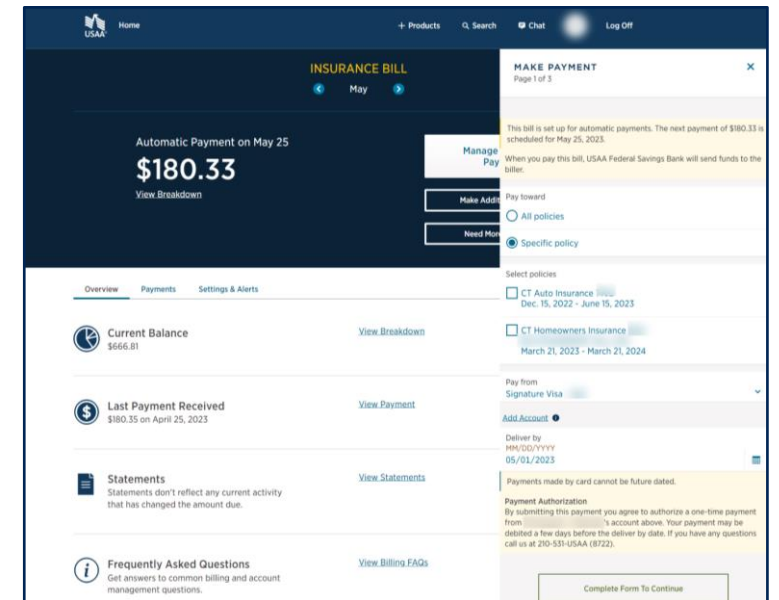 USAA
Home
+ Products
Search
Chat
Log Off
INSURANCE BILL
May
Automatic Payment on May 25
$180.33
View Breakdown
Manage
Pay
Make Addit
Need Mor
Overview
Payments
Settings & Alerts
Current Balance
$666.81
View Breakdown
Last Payment Received
$180.35 on April 25, 2023
View Payment
Statements
Statements don't reflect any current activity
that has changed the amount due.
View Statements
Frequently Asked Questions
Get answers to common billing and account
management questions.
View Billing FAQs
MAKE PAYMENT
Page 1 of 3
This bill is set up for automatic payments. The next payment of $180.33 is
scheduled for May 25, 2023.
When you pay this bill, USAA Federal Savings Bank will send funds to the
biller.
Pay toward
All policies
Specific policy
Select policies
CT Auto Insurance
Dec. 15, 2022 - June 15, 2023
CT Homeowners Insurance
March 21, 2023 - March 21, 2024
Pay from
Signature Visa
Add Account
Deliver by
MM/DD/YYYY
05/01/2023
Payments made by card cannot be future dated.
Payment Authorization
By submitting this payment you agree to authorize a one-time payment
from 's account above. Your payment may be
debited a few days before the deliver by date. If you have any questions
call us at 210-531-USAA (8722).
Complete Form To Continue